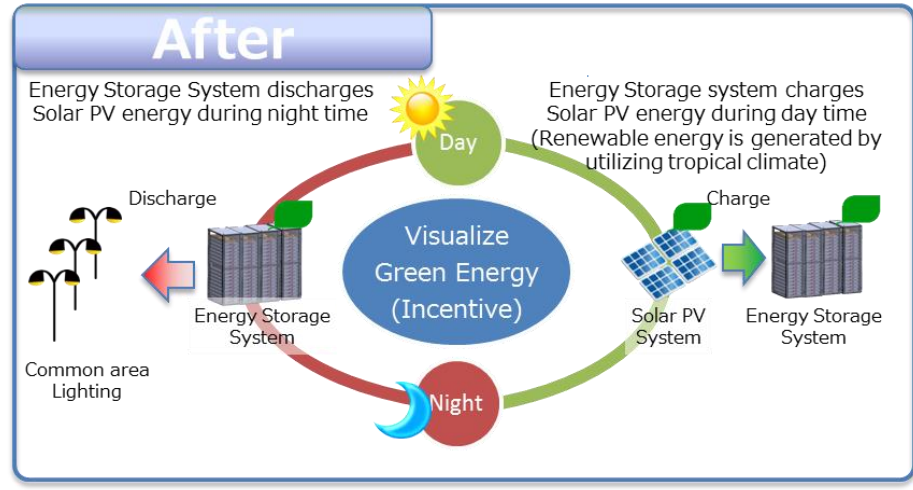 After
Energy Storage System discharges
Solar PV energy during night time
Energy Storage system charges
Solar PV energy during day time
(Renewable energy is generated by
utilizing tropical climate)
Day
Discharge
Charge
Visualize
Green Energy
(Incentive)
Energy Storage
System
Solar PV
System
Energy Storage
System
Common area
Lighting
Night